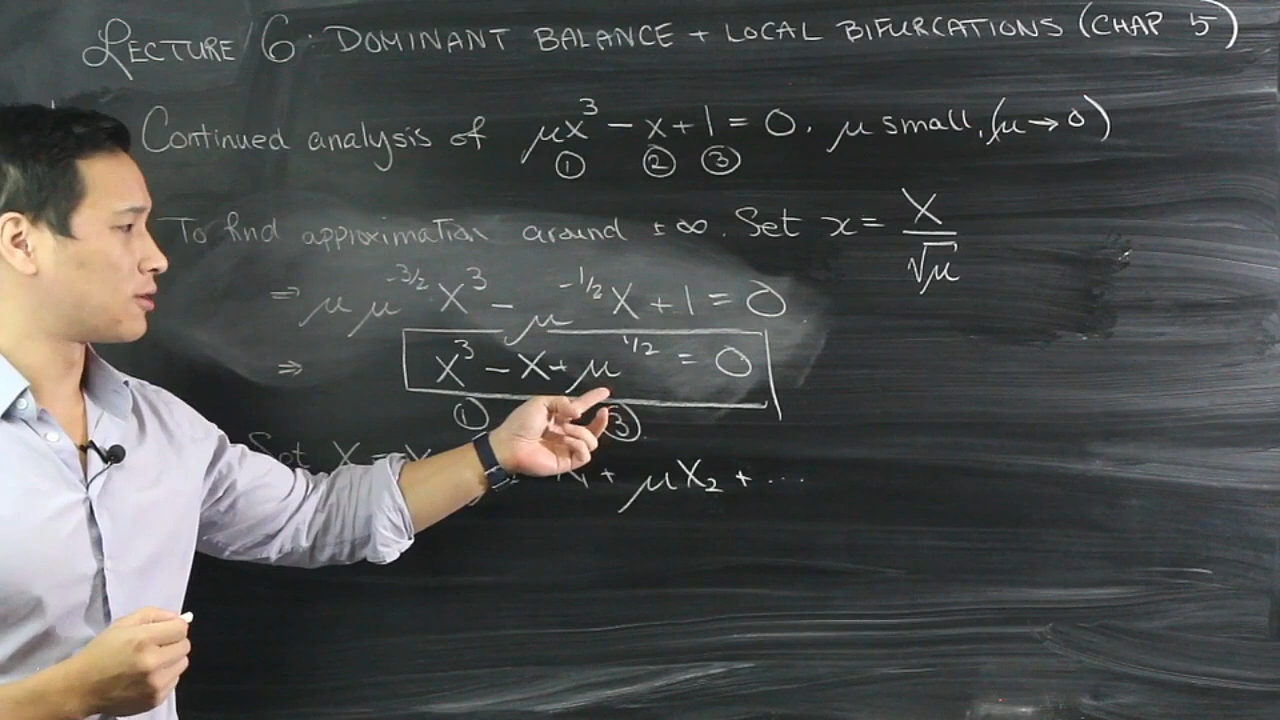 LECTURE 6: DOMINANT BALANCE + LOCAL BIFURCATIONS (CHAP 5)
Continued analysis of μx³ − x + 1 = 0. μ small, (μ → 0)
① ② ③
To find approximation around ±∞. Set x = X/√μ
⇒ μ μ^(-3/2) X³ − μ^(-1/2) X + 1 = 0
⇒ X³ − X + μ^(1/2) = 0
① ③
Set X = + μX₂ + ...